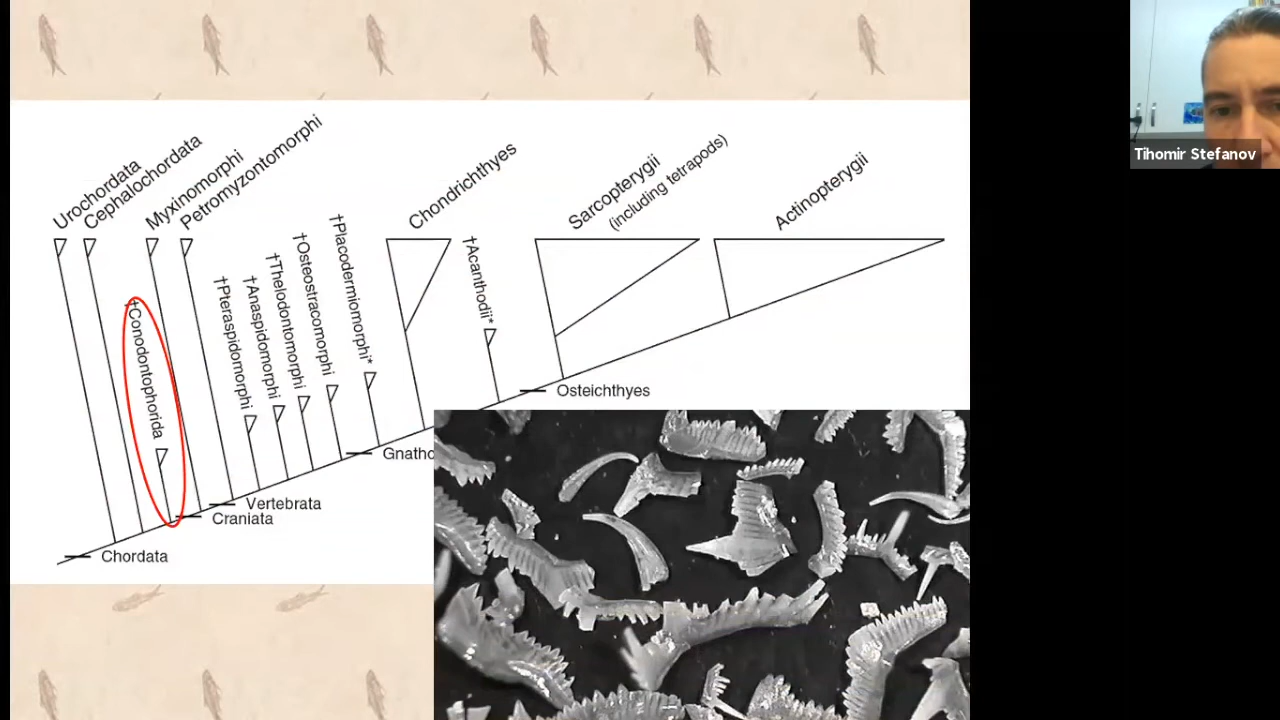 Urochordata
Cephalochordata
Myxinomorphi
Petromyzontomorphi
†Conodontophorida
†Pteraspidomorphi
†Anaspidomorphi
†Thelodontomorphi
†Osteostracomorphi
†Placodermiomorphi*
Chondrichthyes
†Acanthodii*
Sarcopterygii
(including tetrapods)
Actinopterygii
Osteichthyes
Gnatho
Vertebrata
Craniata
Chordata
Tihomir Stefanov